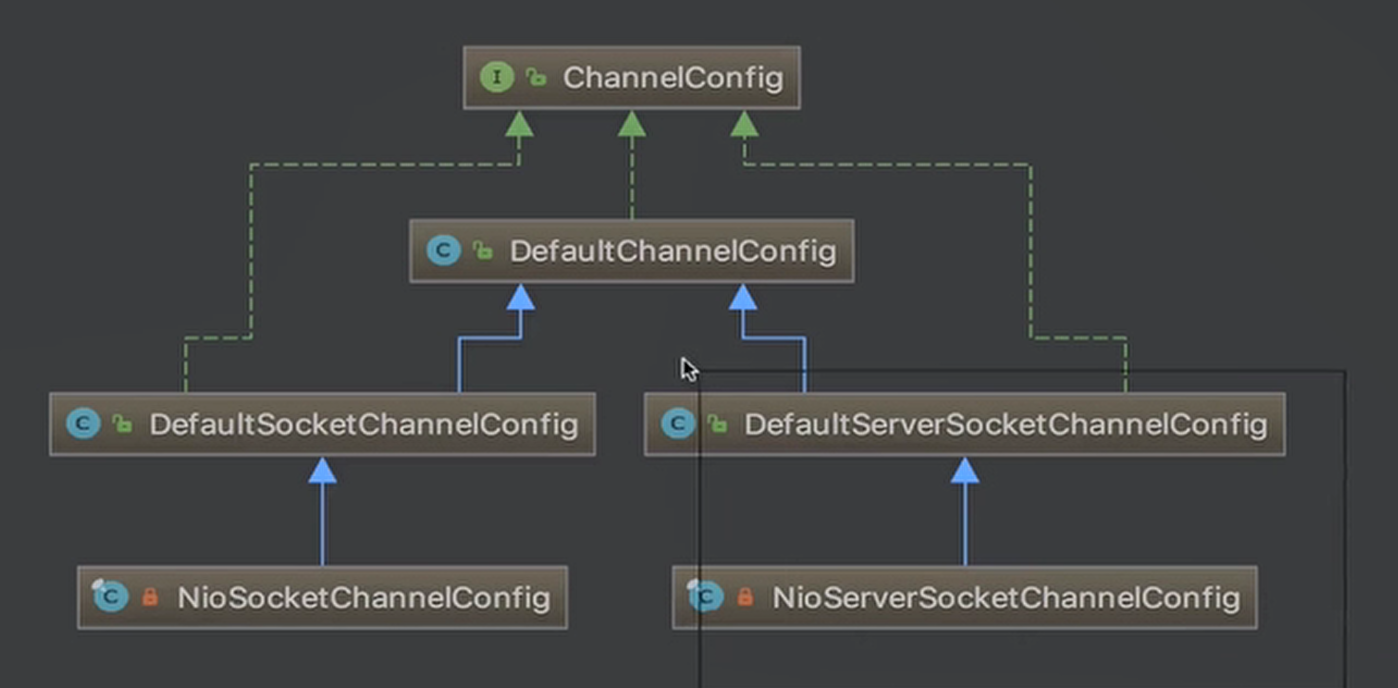 I ChannelConfig
C DefaultChannelConfig
C DefaultSocketChannelConfig
C DefaultServerSocketChannelConfig
C NioSocketChannelConfig
C NioServerSocketChannelConfig